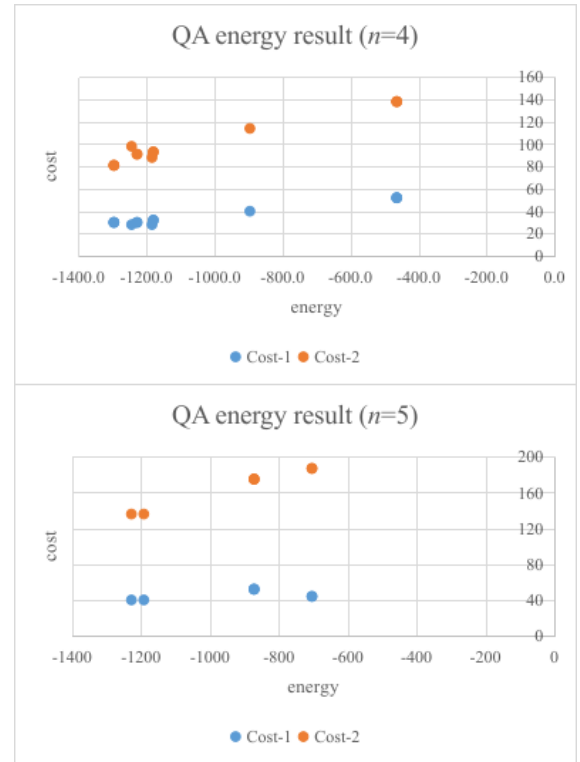 QA energy result (n=4)
160
140
120
100
80
60
40
20
0
cost
-1400.0 -1200.0 -1000.0 -800.0 -600.0 -400.0 -200.0 0.0
energy
Cost-1 Cost-2
QA energy result (n=5)
200
160
120
80
40
0
cost
-1400 -1200 -1000 -800 -600 -400 -200 0
energy
Cost-1 Cost-2